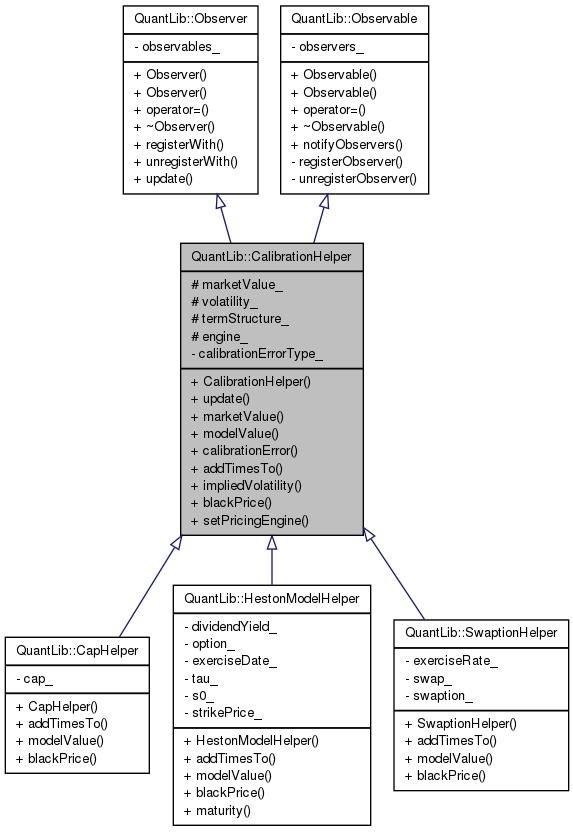 QuantLib::Observer
- observables_
+ Observer()
+ Observer()
+ operator=()
+ ~Observer()
+ registerWith()
+ unregisterWith()
+ update()
QuantLib::Observable
- observers_
+ Observable()
+ Observable()
+ operator=()
+ ~Observable()
+ notifyObservers()
- registerObserver()
- unregisterObserver()
QuantLib::CalibrationHelper
# marketValue_
# volatility_
# termStructure_
# engine_
- calibrationErrorType_
+ CalibrationHelper()
+ update()
+ marketValue()
+ modelValue()
+ calibrationError()
+ addTimesTo()
+ impliedVolatility()
+ blackPrice()
+ setPricingEngine()
QuantLib::CapHelper
- cap_
+ CapHelper()
+ addTimesTo()
+ modelValue()
+ blackPrice()
QuantLib::HestonModelHelper
- dividendYield_
- option_
- exerciseDate_
- tau_
- s0_
- strikePrice_
+ HestonModelHelper()
+ addTimesTo()
+ modelValue()
+ blackPrice()
+ maturity()
QuantLib::SwaptionHelper
- exerciseRate_
- swap_
- swaption_
+ SwaptionHelper()
+ addTimesTo()
+ modelValue()
+ blackPrice()